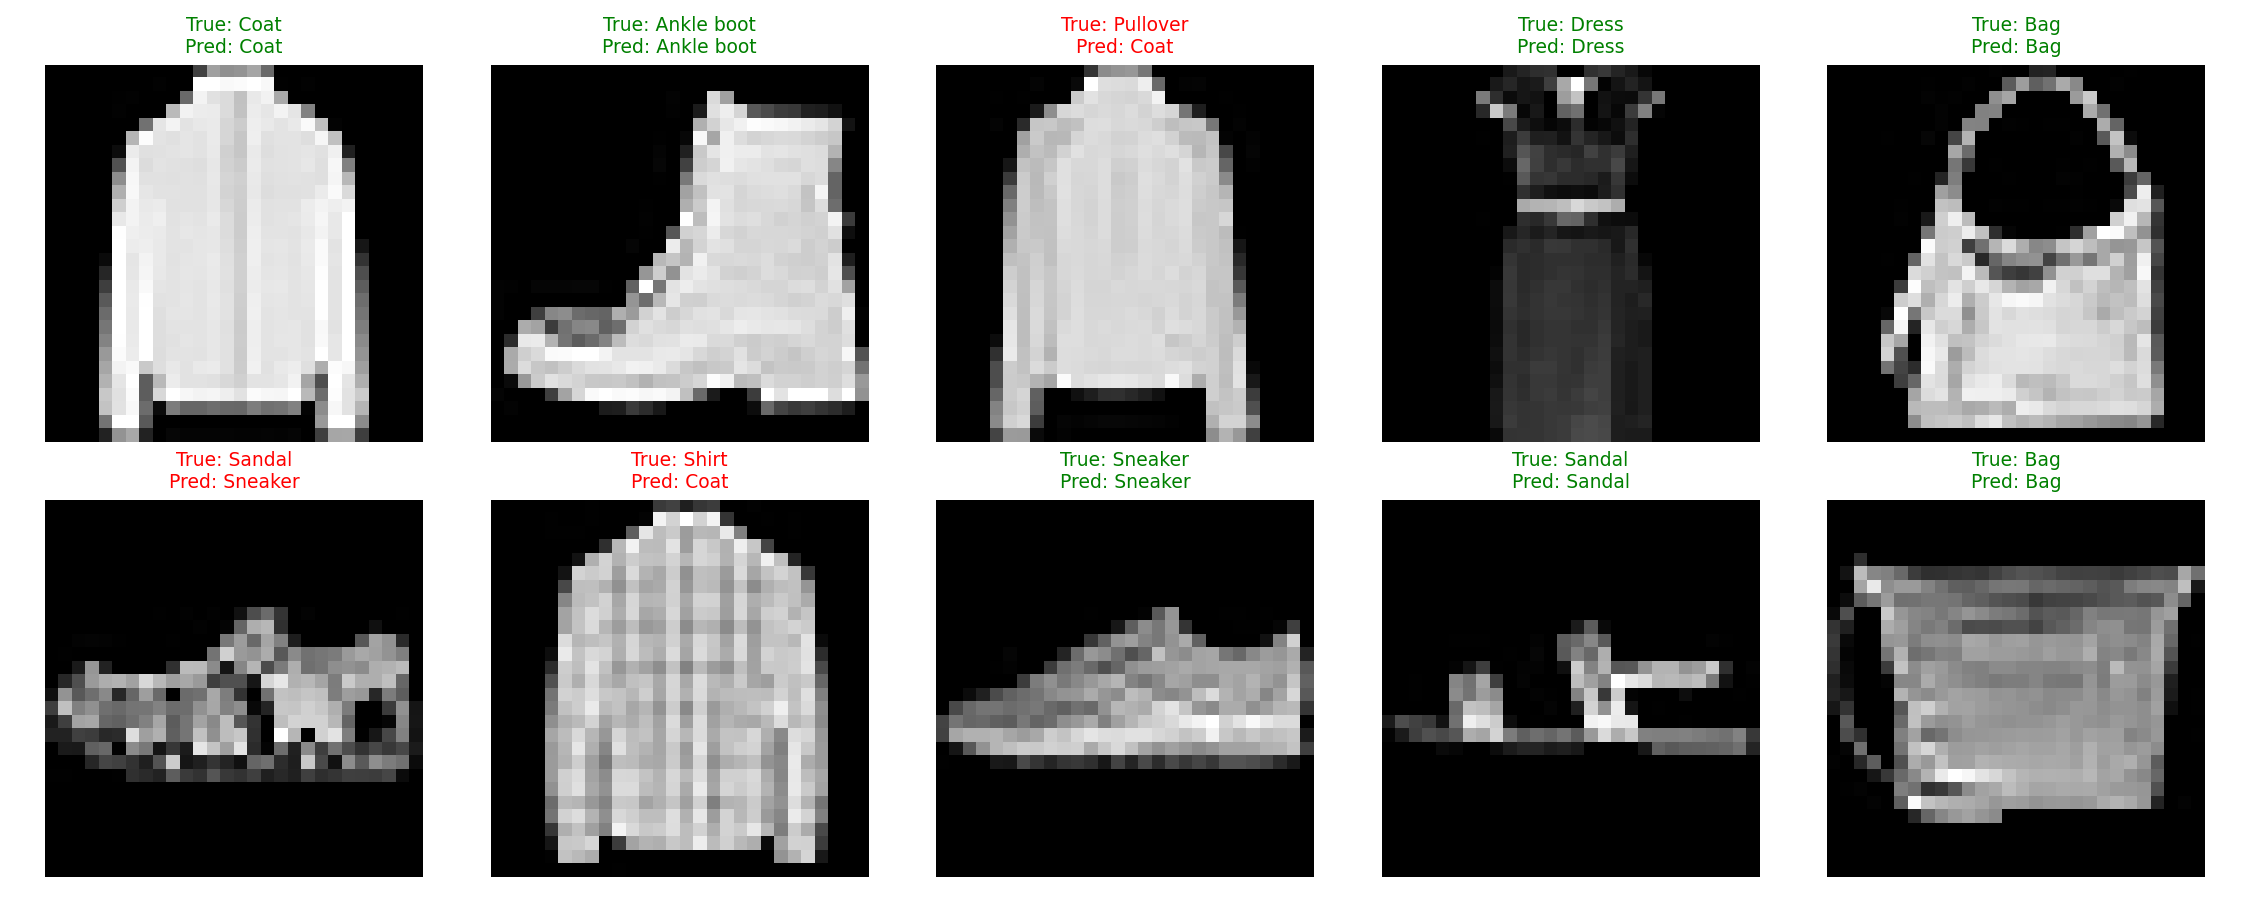 True: Coat
Pred: Coat
True: Ankle boot
Pred: Ankle boot
True: Pullover
Pred: Coat
True: Dress
Pred: Dress
True: Bag
Pred: Bag
True: Sandal
Pred: Sneaker
True: Shirt
Pred: Coat
True: Sneaker
Pred: Sneaker
True: Sandal
Pred: Sandal
True: Bag
Pred: Bag